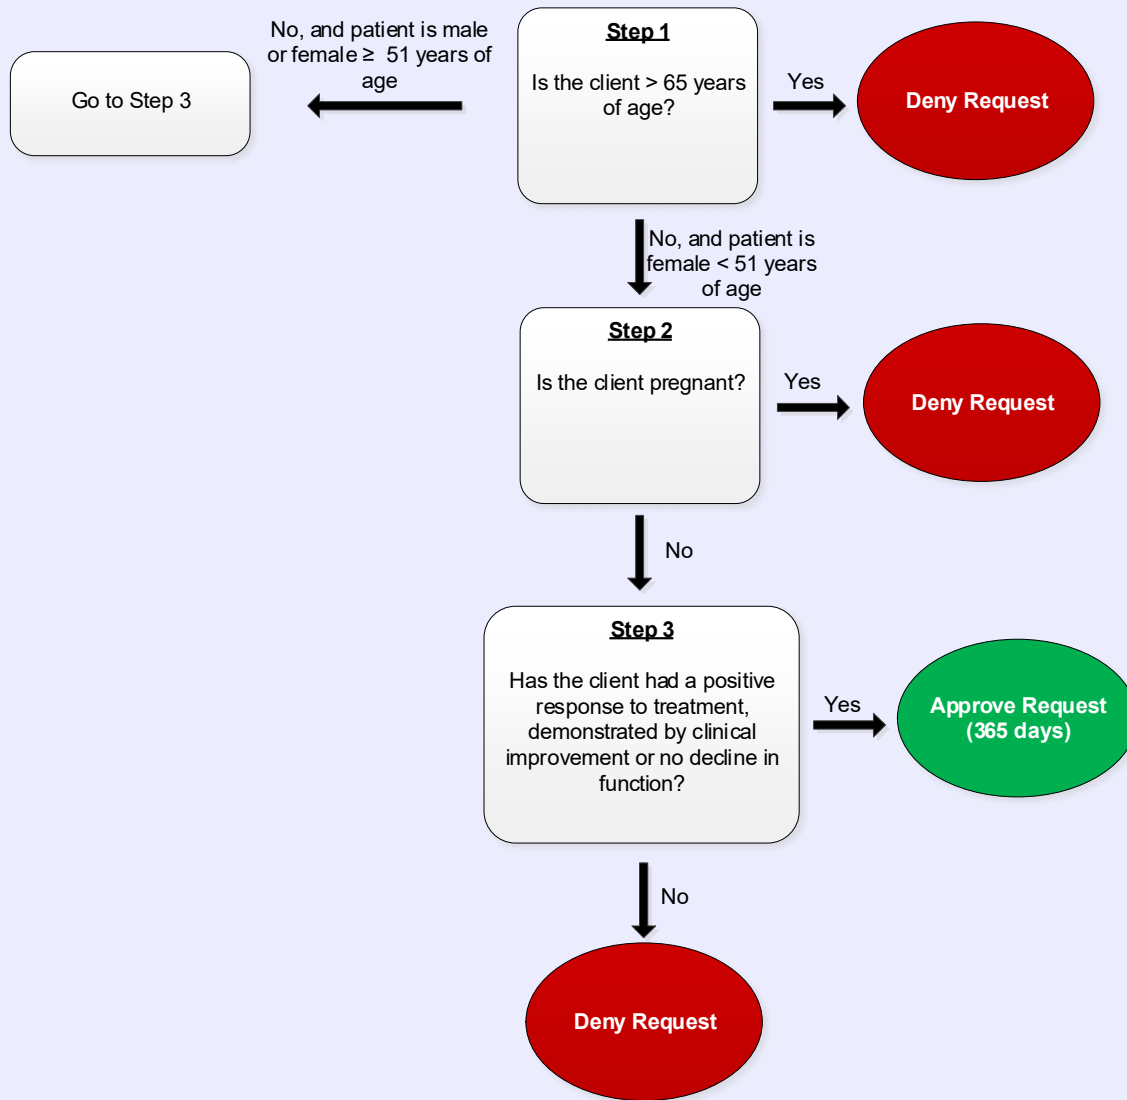 No, and patient is male
or female ≥ 51 years of
age
Go to Step 3
Step 1
Is the client > 65 years
of age?
Yes
Deny Request
No, and patient is
female < 51 years
of age
Step 2
Is the client pregnant?
Yes
Deny Request
No
Step 3
Has the client had a positive
response to treatment,
demonstrated by clinical
improvement or no decline in
function?
Yes
Approve Request
(365 days)
No
Deny Request